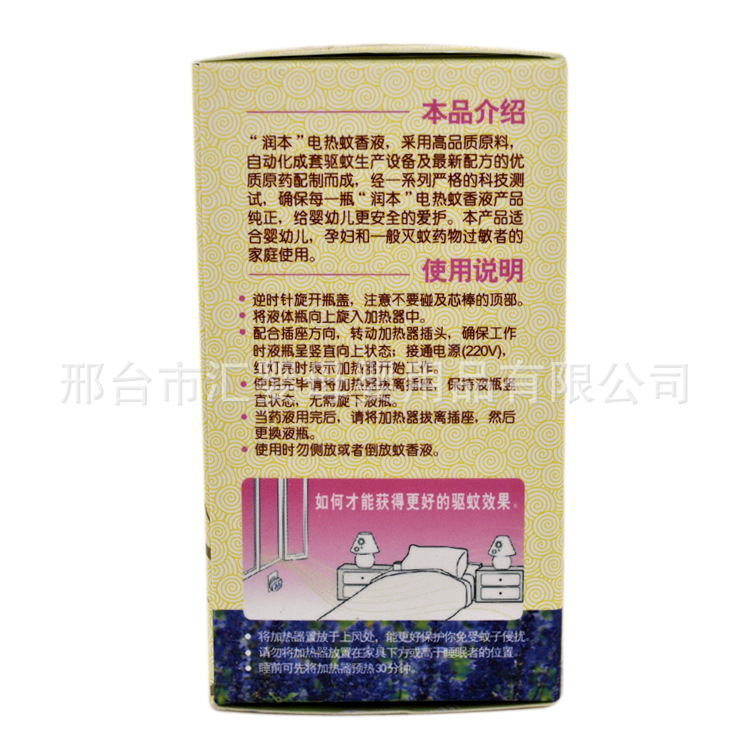 本品介绍
“润本”电热蚊香液，采用高品质原料，
自动化成套驱蚊生产设备及最新配方的优
质原药配制而成，经一系列严格的科技测
试，确保每一瓶“润本”电热蚊香液产品
纯正，给婴幼儿更安全的爱护。本产品适
合婴幼儿，孕妇和一般灭蚊药物过敏者的
家庭使用。
使用说明
逆时针旋开瓶盖，注意不要碰及芯棒的顶部。
将液体瓶向上旋入加热器中。
配合插座方向，转动加热器插头，确保工作
时液瓶呈竖直向上状态；接通电源(220V)，
红灯亮时表示加热器开始工作。
使用完毕请将加热器拔离插座，保持液瓶竖
直状态，无需旋下液瓶。
当药液用完后，请将加热器拔离插座，然后
更换液瓶。
使用时勿侧放或者倒放蚊香液。
邢台市汇 用品有限公司
如何才能获得更好的驱蚊效果。
将加热器置放于上风处，能更好保护你免受蚊子侵扰
请勿将加热器放置在家具下方或高于睡眠者的位置。
睡前可先将加热器预热30分钟。